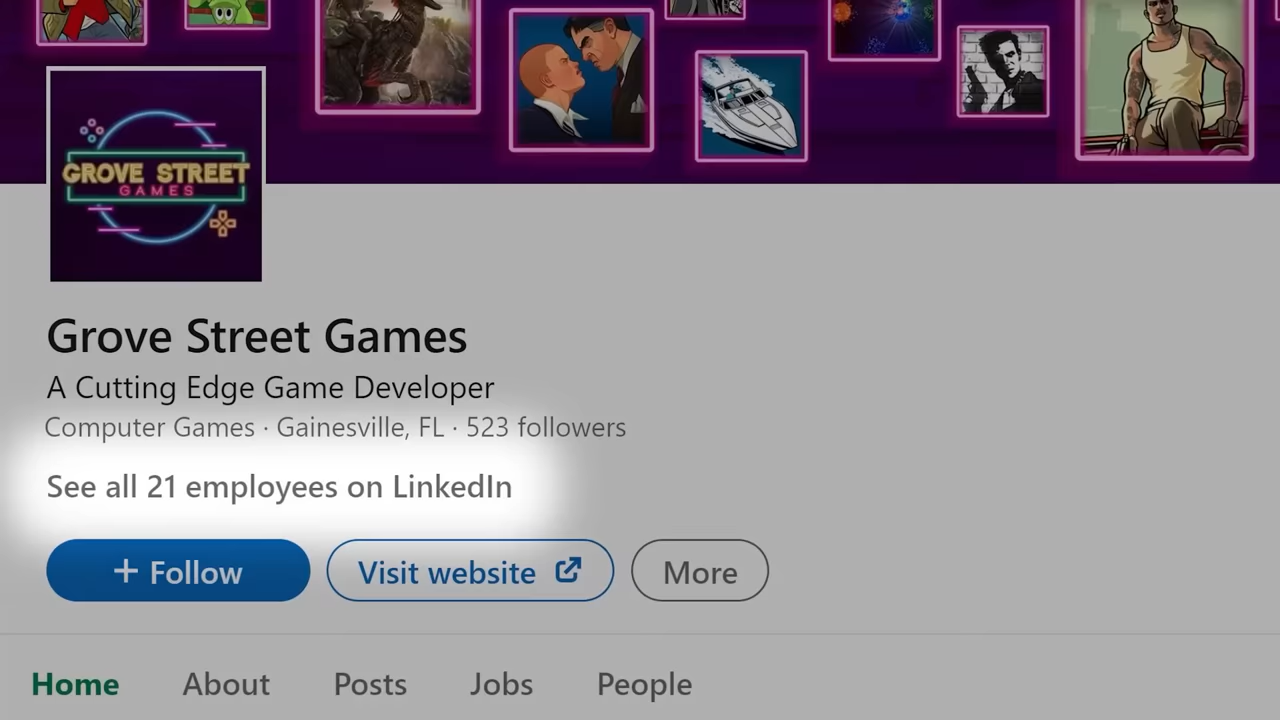 GROVE STREET
GAMES
Grove Street Games
A Cutting Edge Game Developer
Computer Games · Gainesville, FL · 523 followers
See all 21 employees on LinkedIn
+ Follow
Visit website
More
Home
About
Posts
Jobs
People